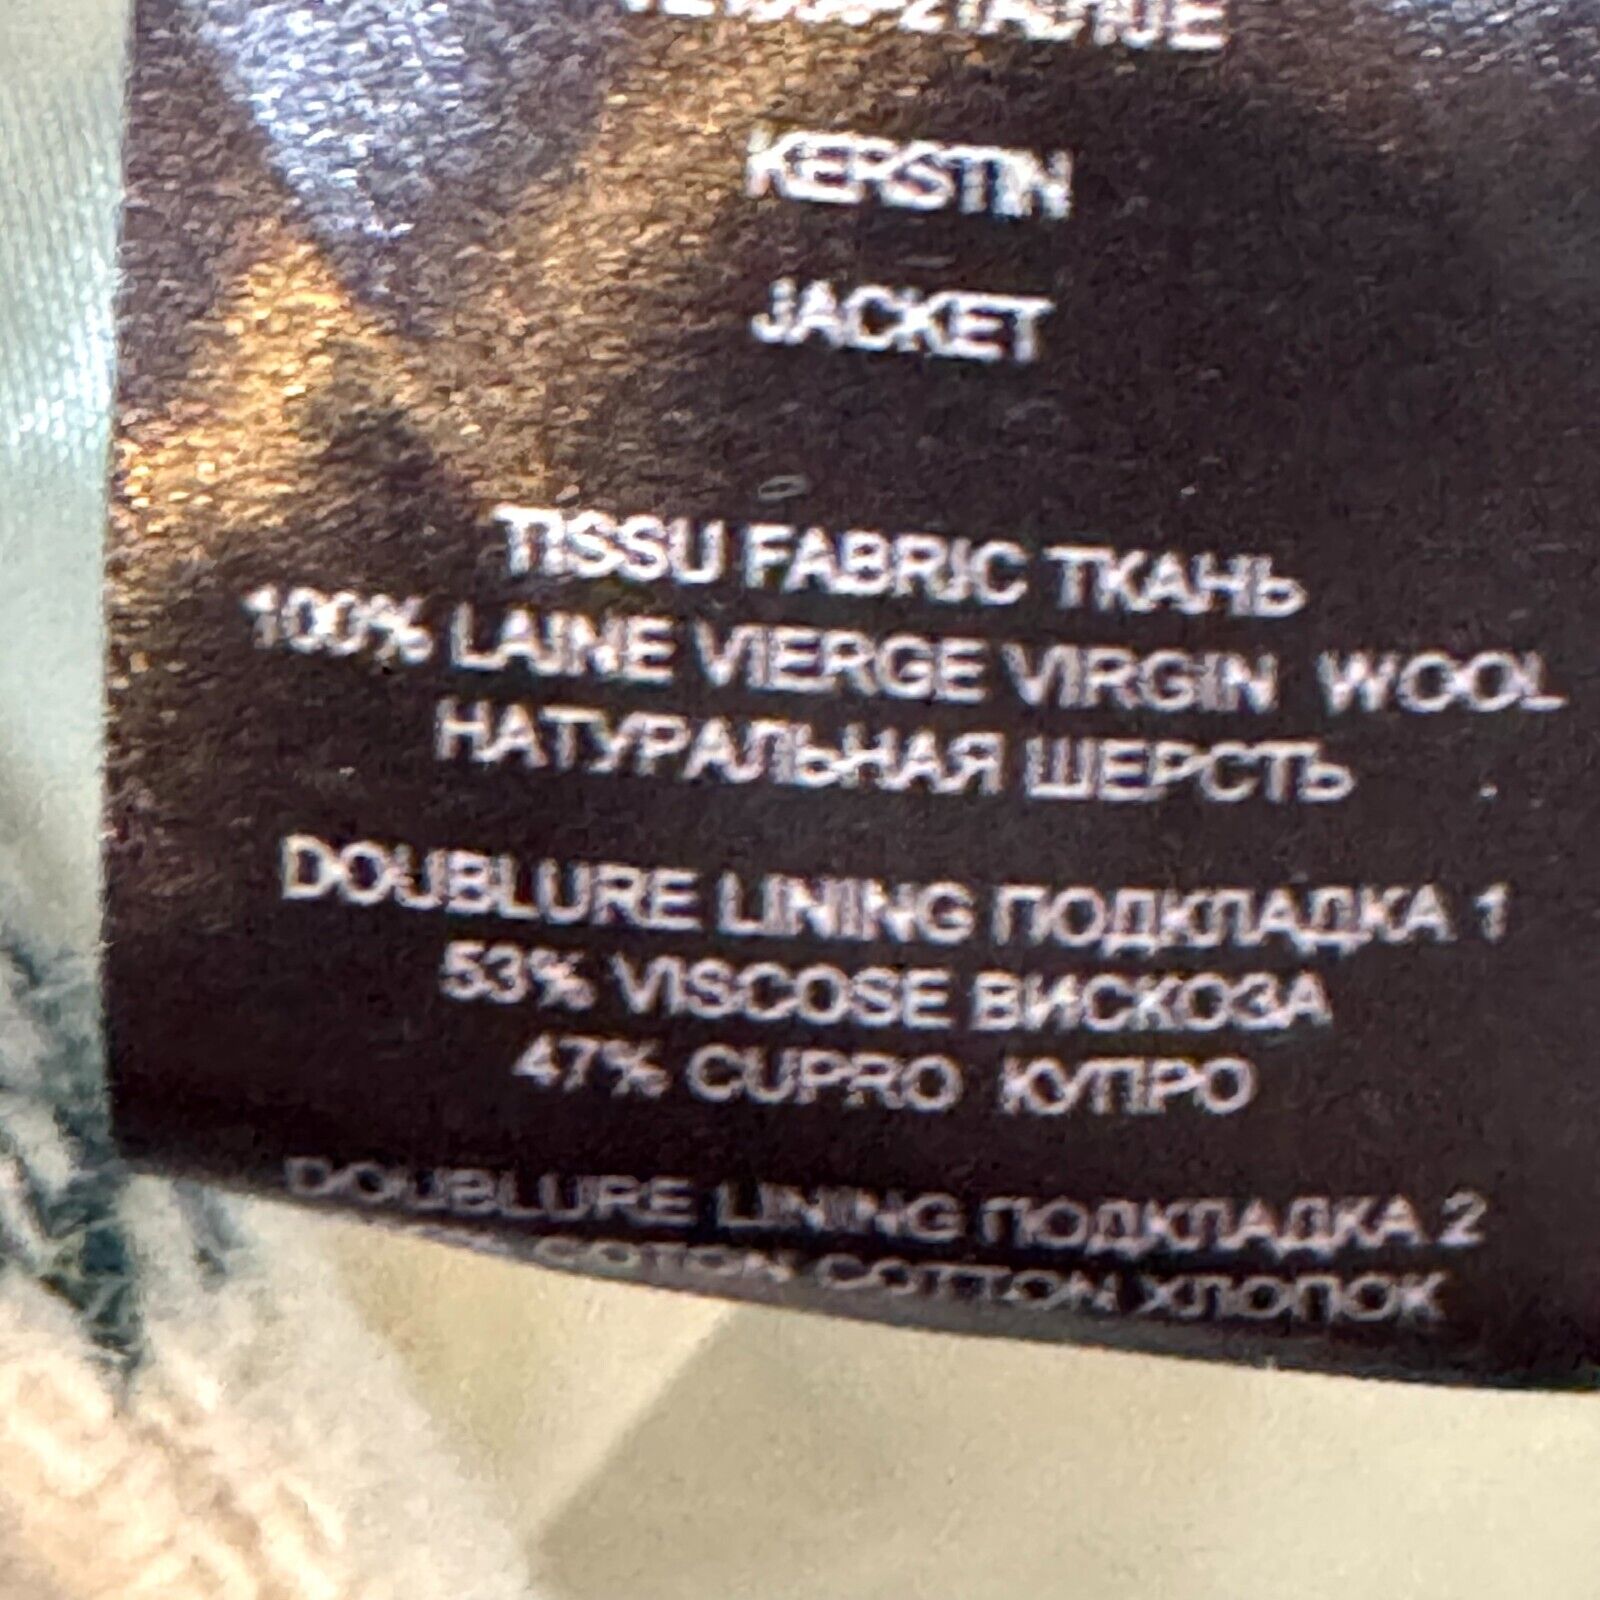 KERSTIN
JACKET
TISSU FABRIC ТКАНЬ
100% LAINE VIERGE VIRGIN WOOL
НАТУРАЛЬНАЯ ШЕРСТЬ
DOUBLURE LINING ПОДКЛАДКА 1
53% VISCOSE ВИСКОЗА
47% CUPRO КУПРО
DOUBLURE LINING ПОДКЛАДКА 2
COTON COTTON ХЛОПОК